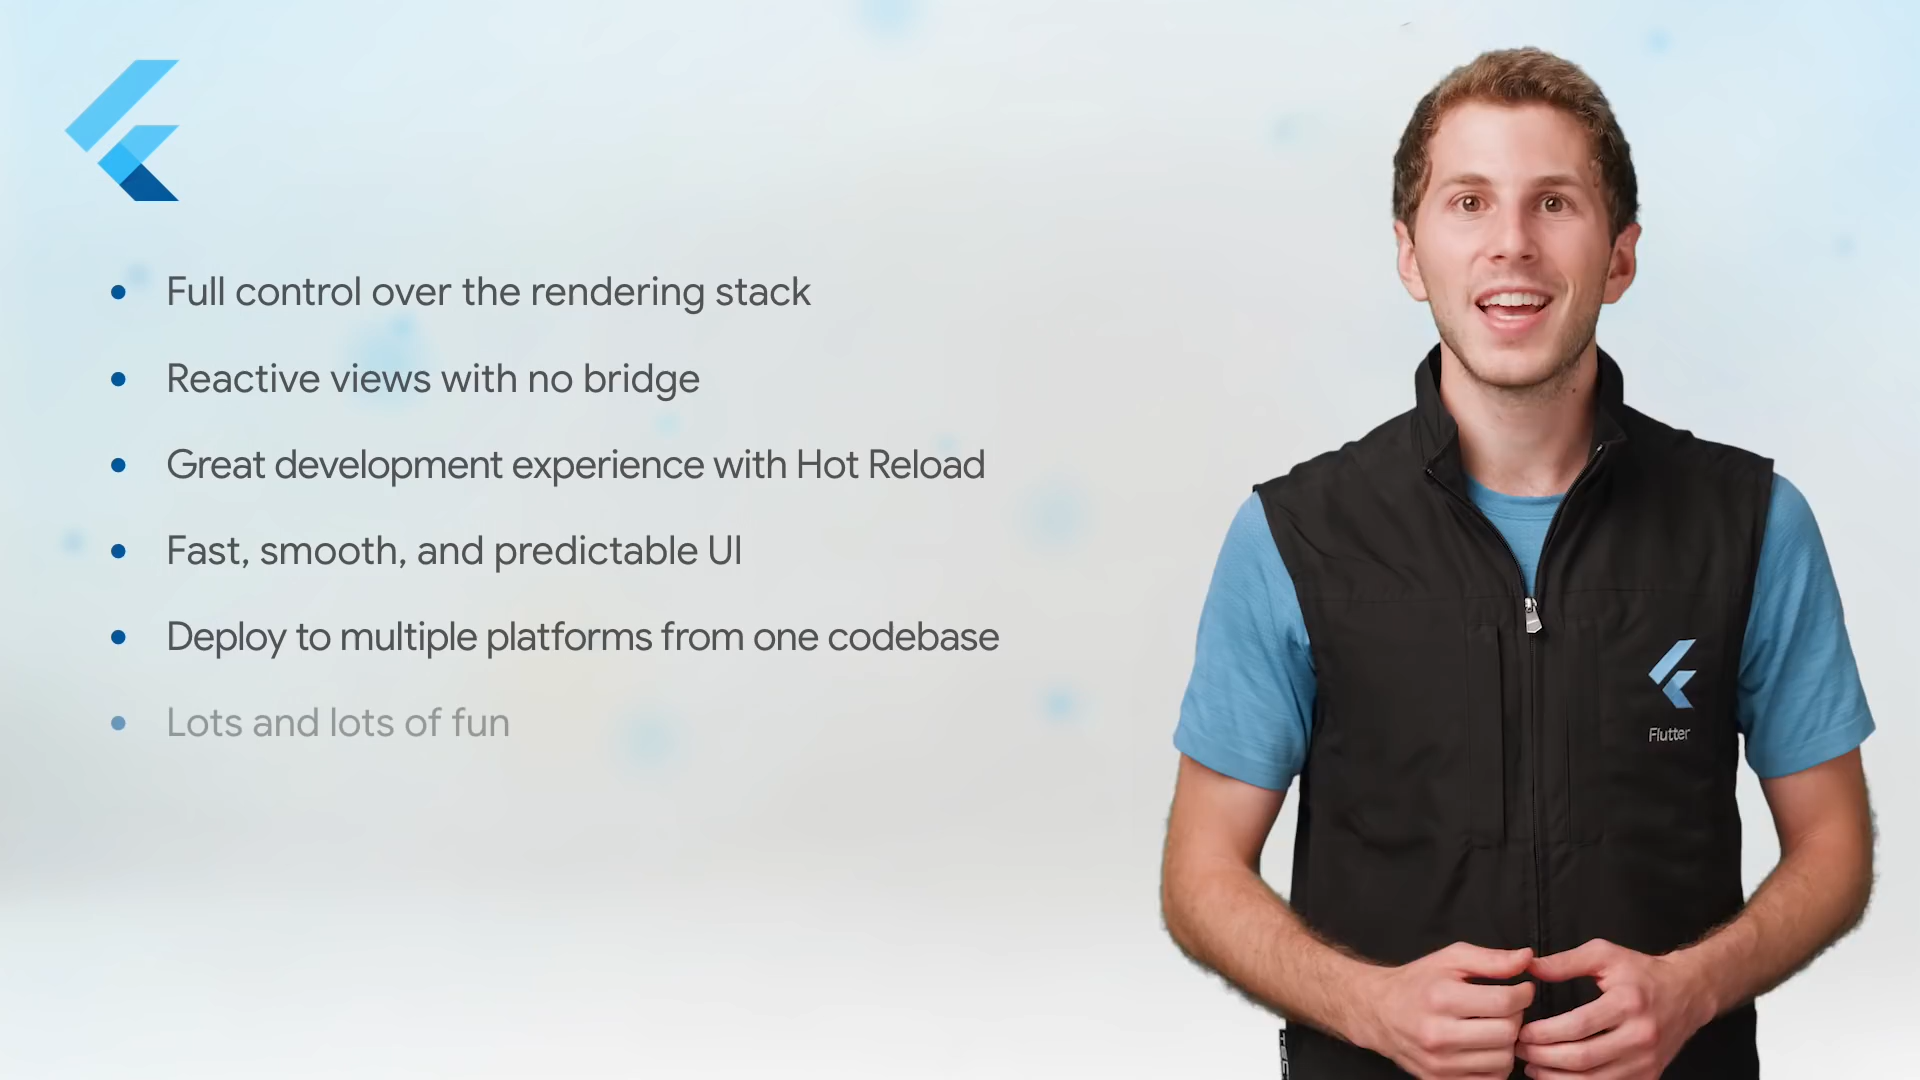 Full control over the rendering stack
Reactive views with no bridge
Great development experience with Hot Reload
Fast, smooth, and predictable UI
Deploy to multiple platforms from one codebase
Lots and lots of fun
Flutter